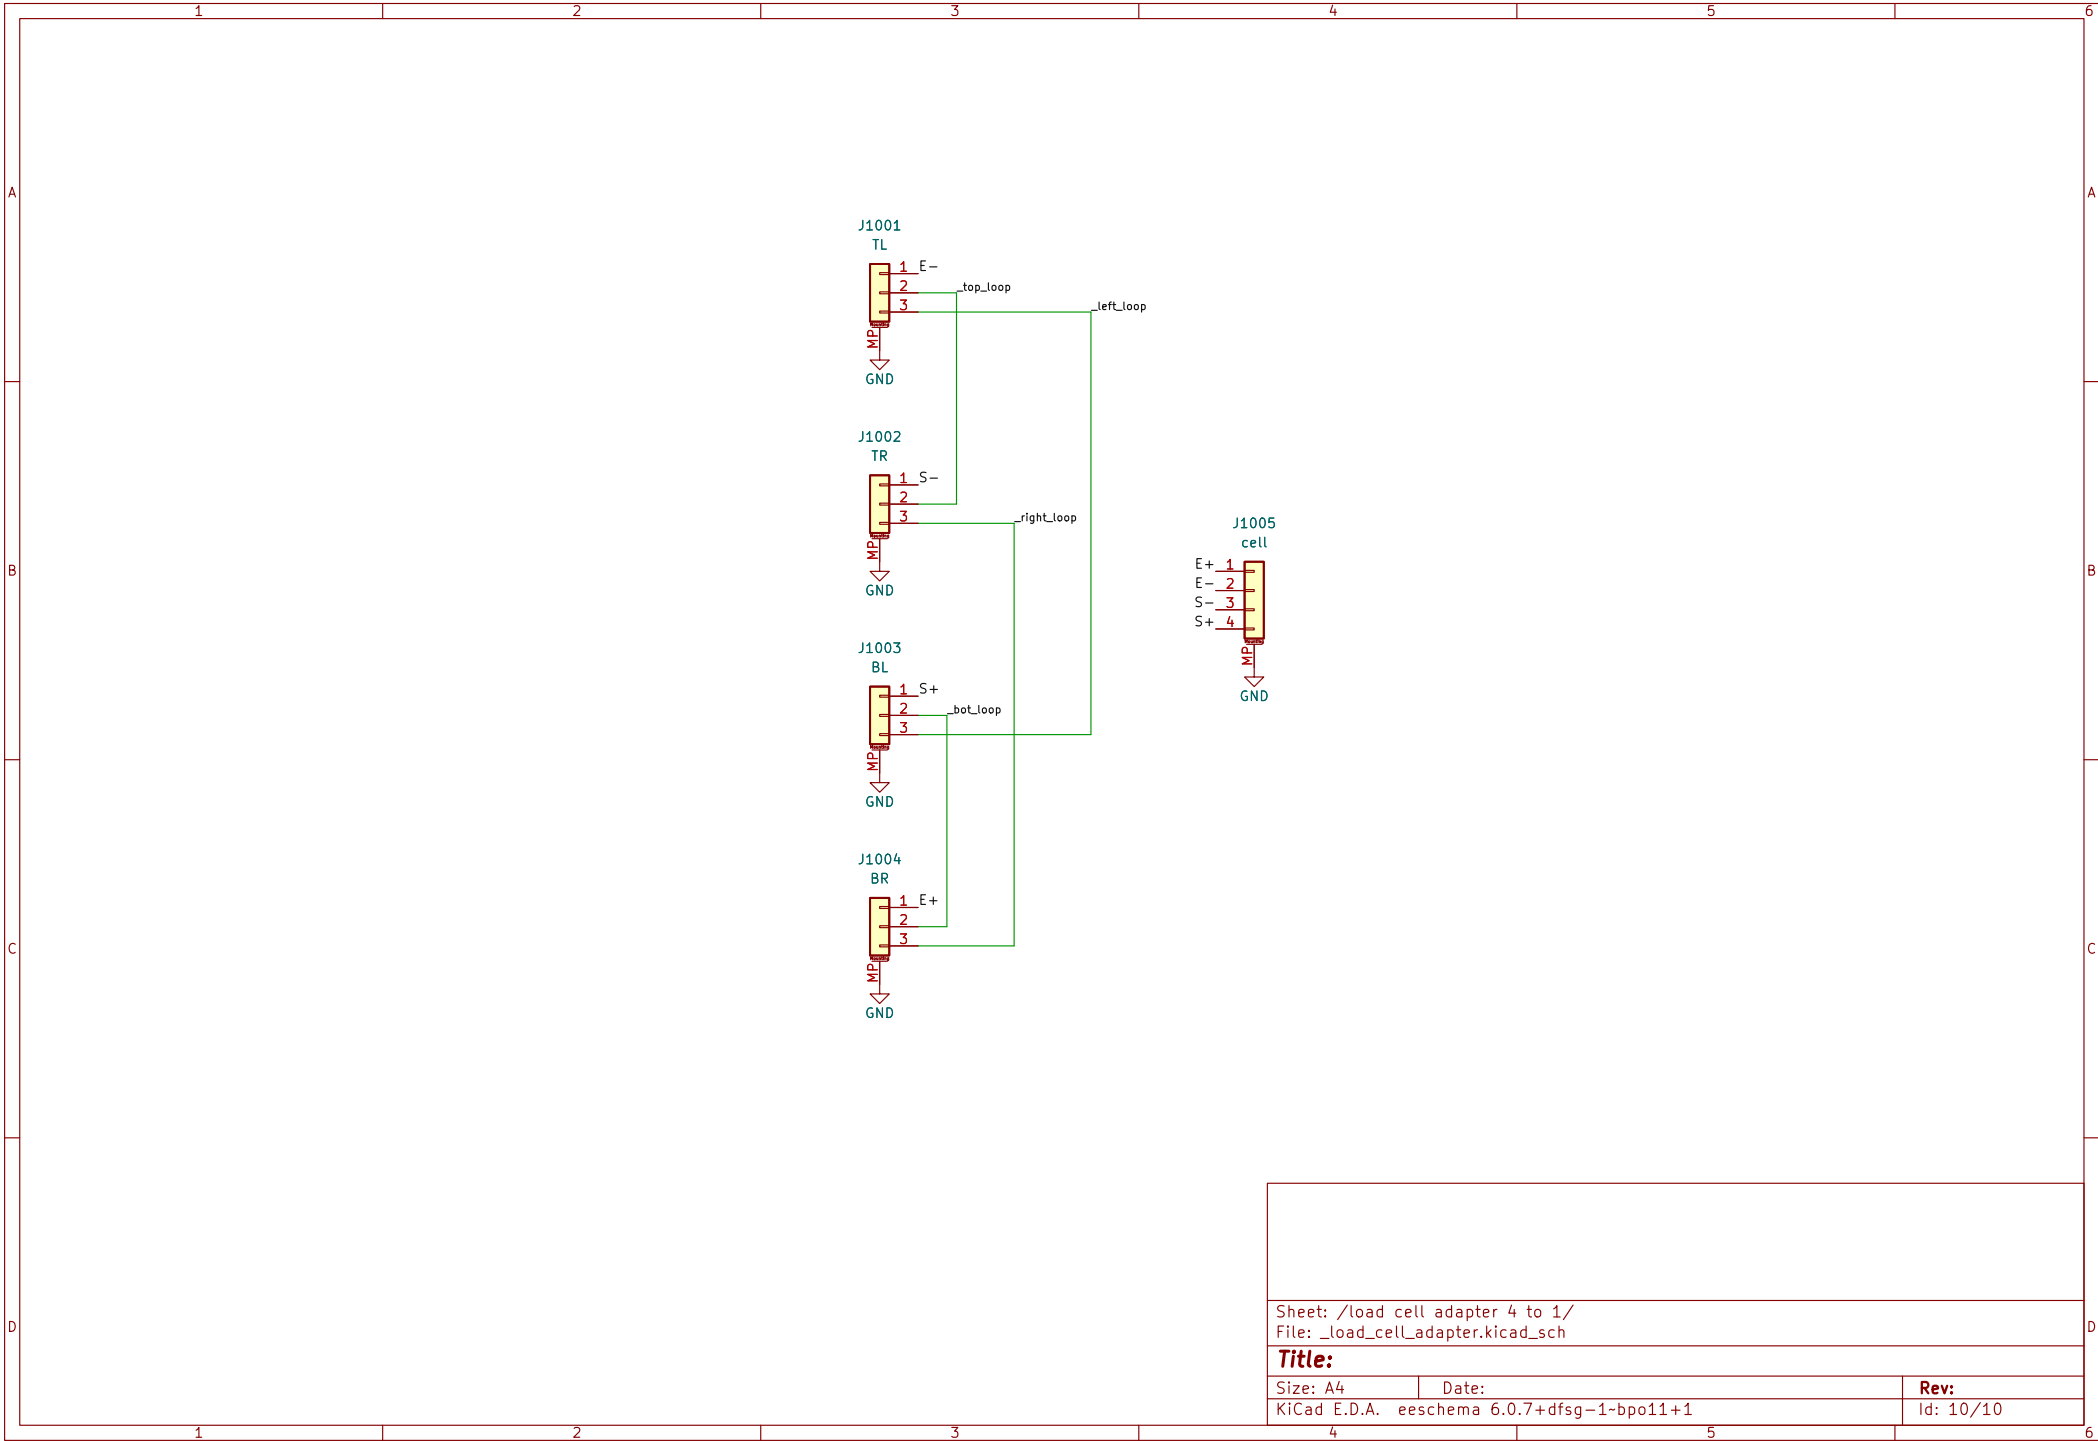 1 2 3 4 5 6
A A
J1001
TL
1 E-
2 _top_loop
3 _left_loop
MP
GND
J1002
TR
1 S-
2
3 _right_loop
MP
GND
J1005
cell
E+ 1
E- 2
S- 3
S+ 4
MP
GND
B B
J1003
BL
1 S+
2 _bot_loop
3
MP
GND
J1004
BR
1 E+
2
3
MP
GND
C C
D D
Sheet: /load cell adapter 4 to 1/
File: _load_cell_adapter.kicad_sch
Title:
Size: A4 Date: Rev:
KiCad E.D.A. eeschema 6.0.7+dfsg-1~bpo11+1 Id: 10/10
1 2 3 4 5 6